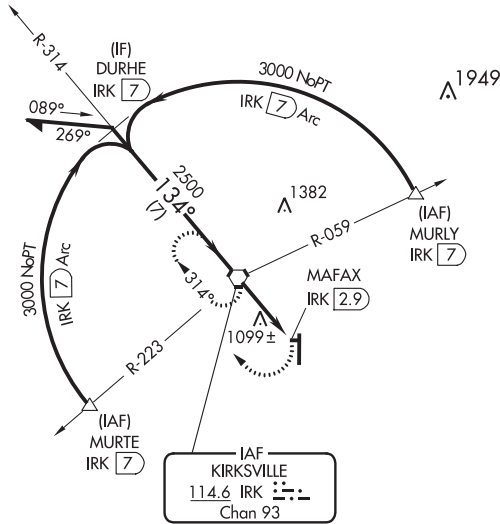 R-314
(IF)
DURHE
IRK 7
089°
269°
3000 NoPT
IRK 7 Arc
1949
2500
134°
(7)
1382
R-059
(IAF)
MURLY
IRK 7
MAFAX
IRK 2.9
314°
1099±
3000 NoPT
IRK 7 Arc
R-223
(IAF)
MURTE
IRK 7
IAF
KIRKSVILLE
114.6 IRK
Chan 93